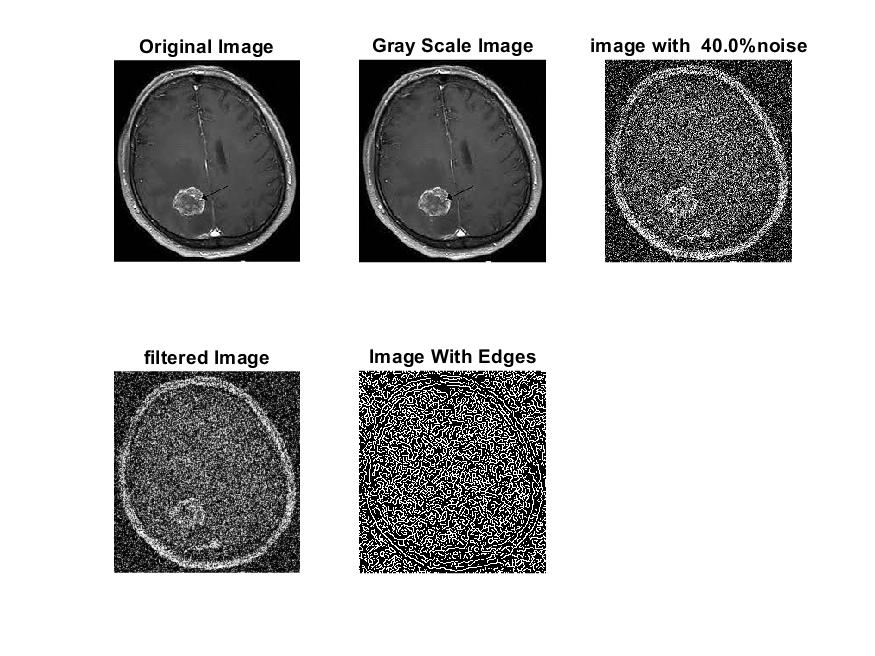 Original Image
Gray Scale Image
image with  40.0%noise
filtered Image
Image With Edges